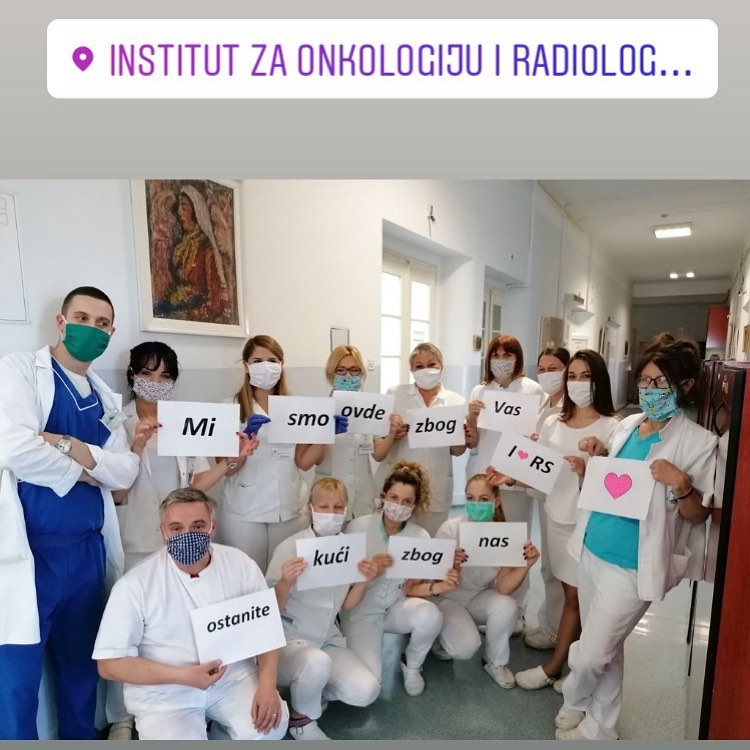 INSTITUT ZA ONKOLOGIJU I RADIOLOG...
Mi
smo
ovde
zbog
Vas
I ❤ RS
ostanite
kući
zbog
nas